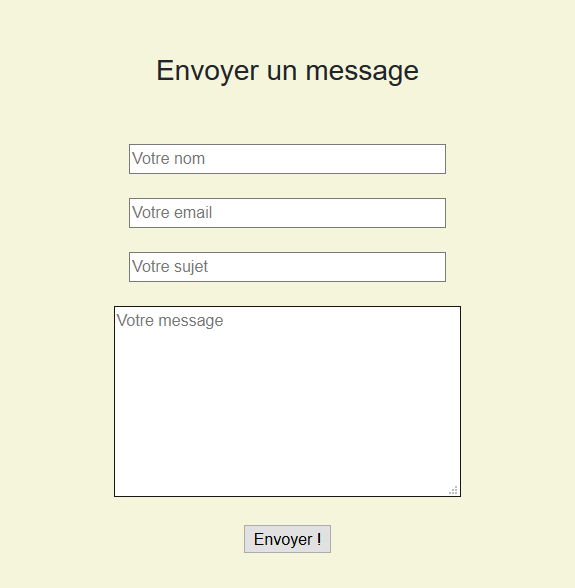 Envoyer un message
Votre nom
Votre email
Votre sujet
Votre message
Envoyer !